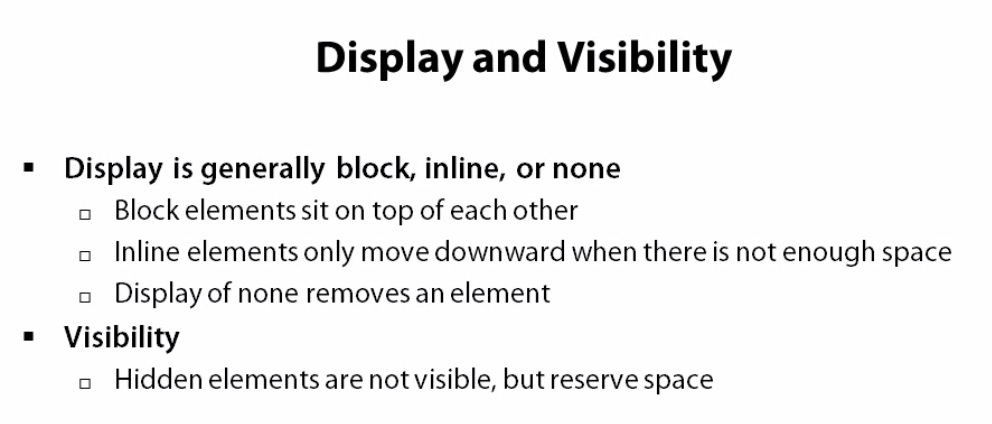 Display and Visibility
▪ Display is generally block, inline, or none
▫ Block elements sit on top of each other
▫ Inline elements only move downward when there is not enough space
▫ Display of none removes an element
▪ Visibility
▫ Hidden elements are not visible, but reserve space